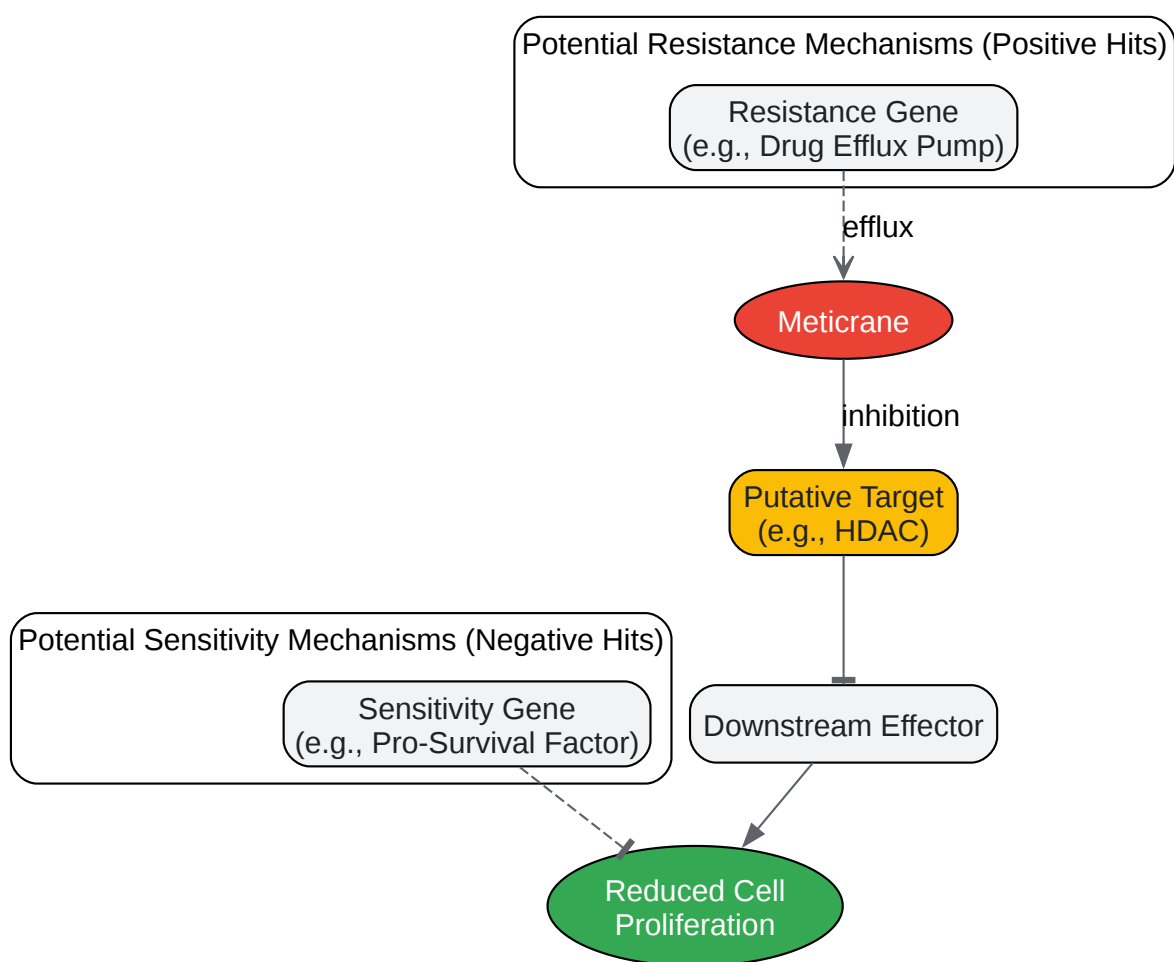 Potential Resistance Mechanisms (Positive Hits)
Resistance Gene
(e.g., Drug Efflux Pump)
efflux
Meticrane
inhibition
Putative Target
(e.g., HDAC)
Potential Sensitivity Mechanisms (Negative Hits)
Sensitivity Gene
(e.g., Pro-Survival Factor)
Downstream Effector
Reduced Cell
Proliferation